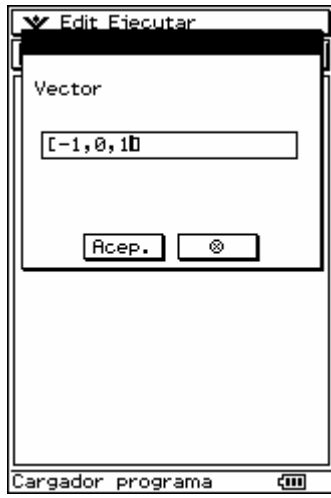 Edit Ejecutar
Vector
[-1,0,1]
Acep.
Cargador programa